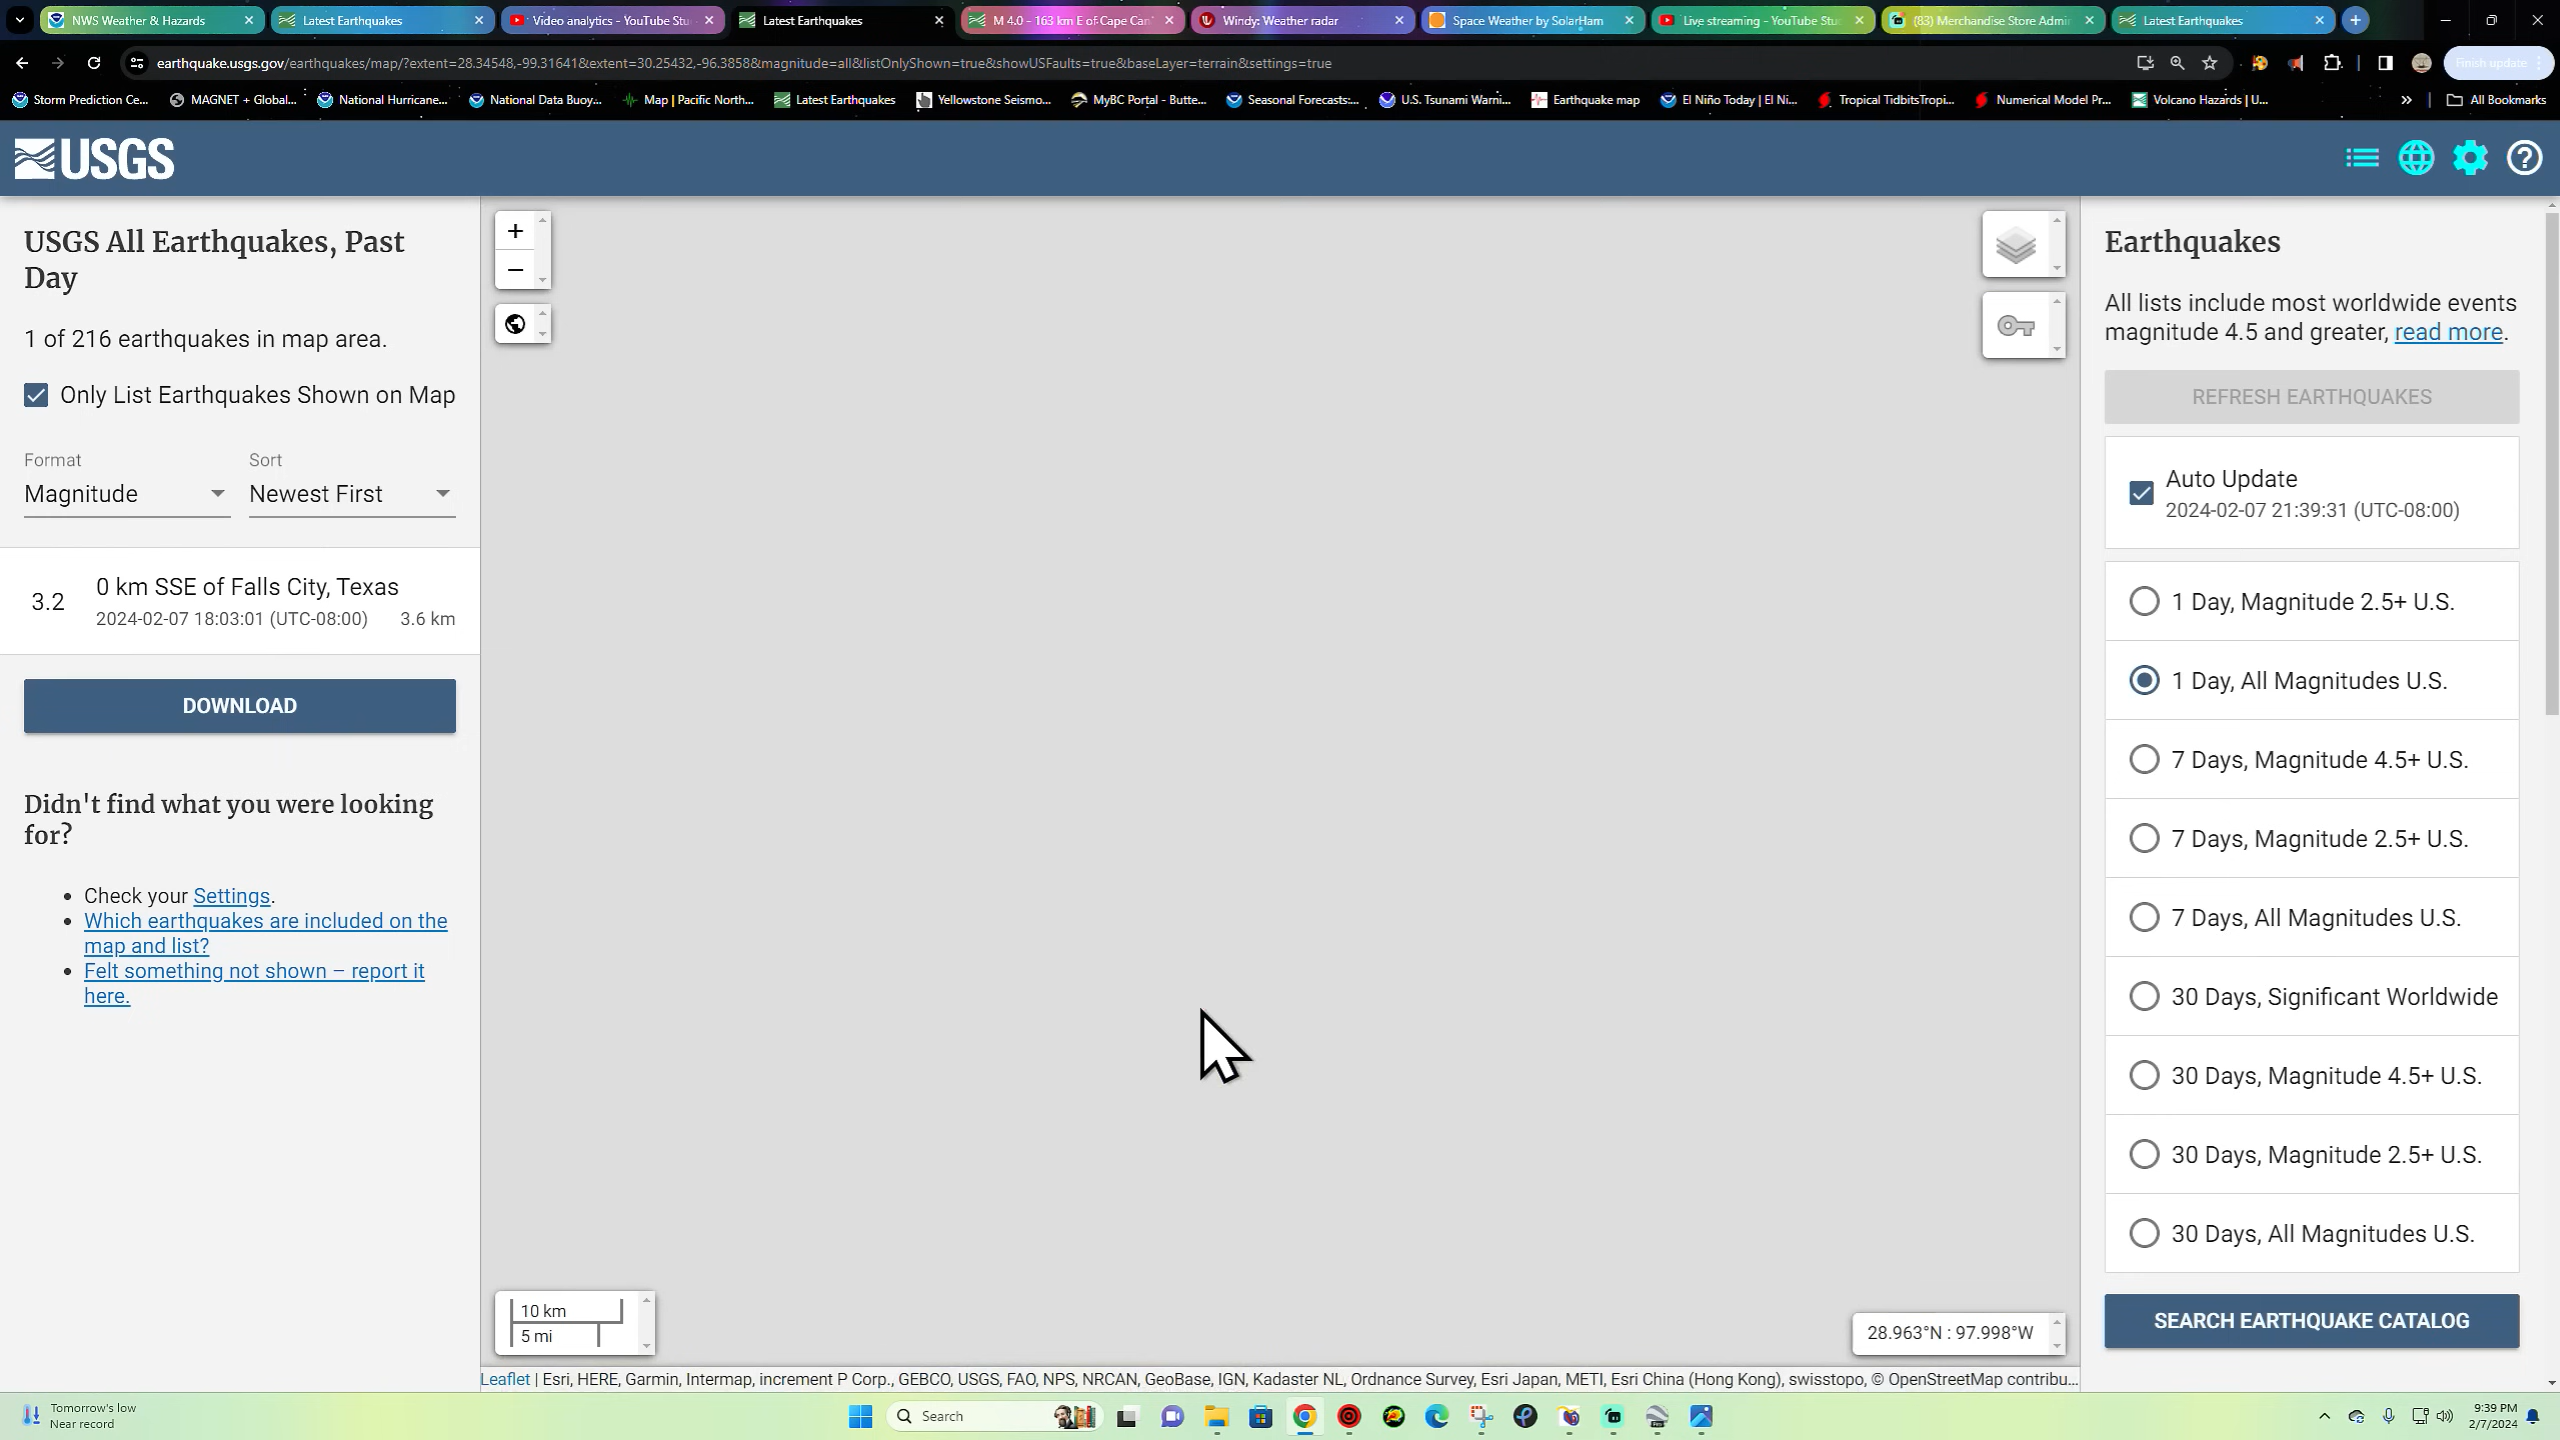 NWS Weather & Hazards
Latest Earthquakes
Video analytics - YouTube Stu
Latest Earthquakes
M 4.0 - 163 km E of Cape Can
Windy: Weather radar
Space Weather by SolarHam
Live streaming - YouTube Stu
(83) Merchandise Store Admin
Latest Earthquakes
earthquake.usgs.gov/earthquakes/map/?extent=28.34548,-99.31641&extent=30.25432,-96.3858&magnitude=all&listOnlyShown=true&showUSFaults=true&baseLayer=terrain&settings=true
Finish update
Storm Prediction Ce...
MAGNET + Global...
National Hurricane...
National Data Buoy...
Map | Pacific North...
Latest Earthquakes
Yellowstone Seismo...
MyBC Portal - Butte...
Seasonal Forecasts:...
U.S. Tsunami Warni...
Earthquake map
El Niño Today | El Ni...
Tropical TidbitsTropi...
Numerical Model Pr...
Volcano Hazards | U...
All Bookmarks
USGS
USGS All Earthquakes, Past
Day
1 of 216 earthquakes in map area.
Only List Earthquakes Shown on Map
Format
Sort
Magnitude
Newest First
3.2
0 km SSE of Falls City, Texas
2024-02-07 18:03:01 (UTC-08:00)
3.6 km
DOWNLOAD
Didn't find what you were looking
for?
Check your Settings.
Which earthquakes are included on the
map and list?
Felt something not shown – report it
here.
+
−
10 km
5 mi
28.963°N : 97.998°W
Leaflet | Esri, HERE, Garmin, Intermap, increment P Corp., GEBCO, USGS, FAO, NPS, NRCAN, GeoBase, IGN, Kadaster NL, Ordnance Survey, Esri Japan, METI, Esri China (Hong Kong), swisstopo, © OpenStreetMap contribu...
Earthquakes
All lists include most worldwide events
magnitude 4.5 and greater, read more.
REFRESH EARTHQUAKES
Auto Update
2024-02-07 21:39:31 (UTC-08:00)
1 Day, Magnitude 2.5+ U.S.
1 Day, All Magnitudes U.S.
7 Days, Magnitude 4.5+ U.S.
7 Days, Magnitude 2.5+ U.S.
7 Days, All Magnitudes U.S.
30 Days, Significant Worldwide
30 Days, Magnitude 4.5+ U.S.
30 Days, Magnitude 2.5+ U.S.
30 Days, All Magnitudes U.S.
SEARCH EARTHQUAKE CATALOG
Tomorrow's low
Near record
Search
9:39 PM
2/7/2024